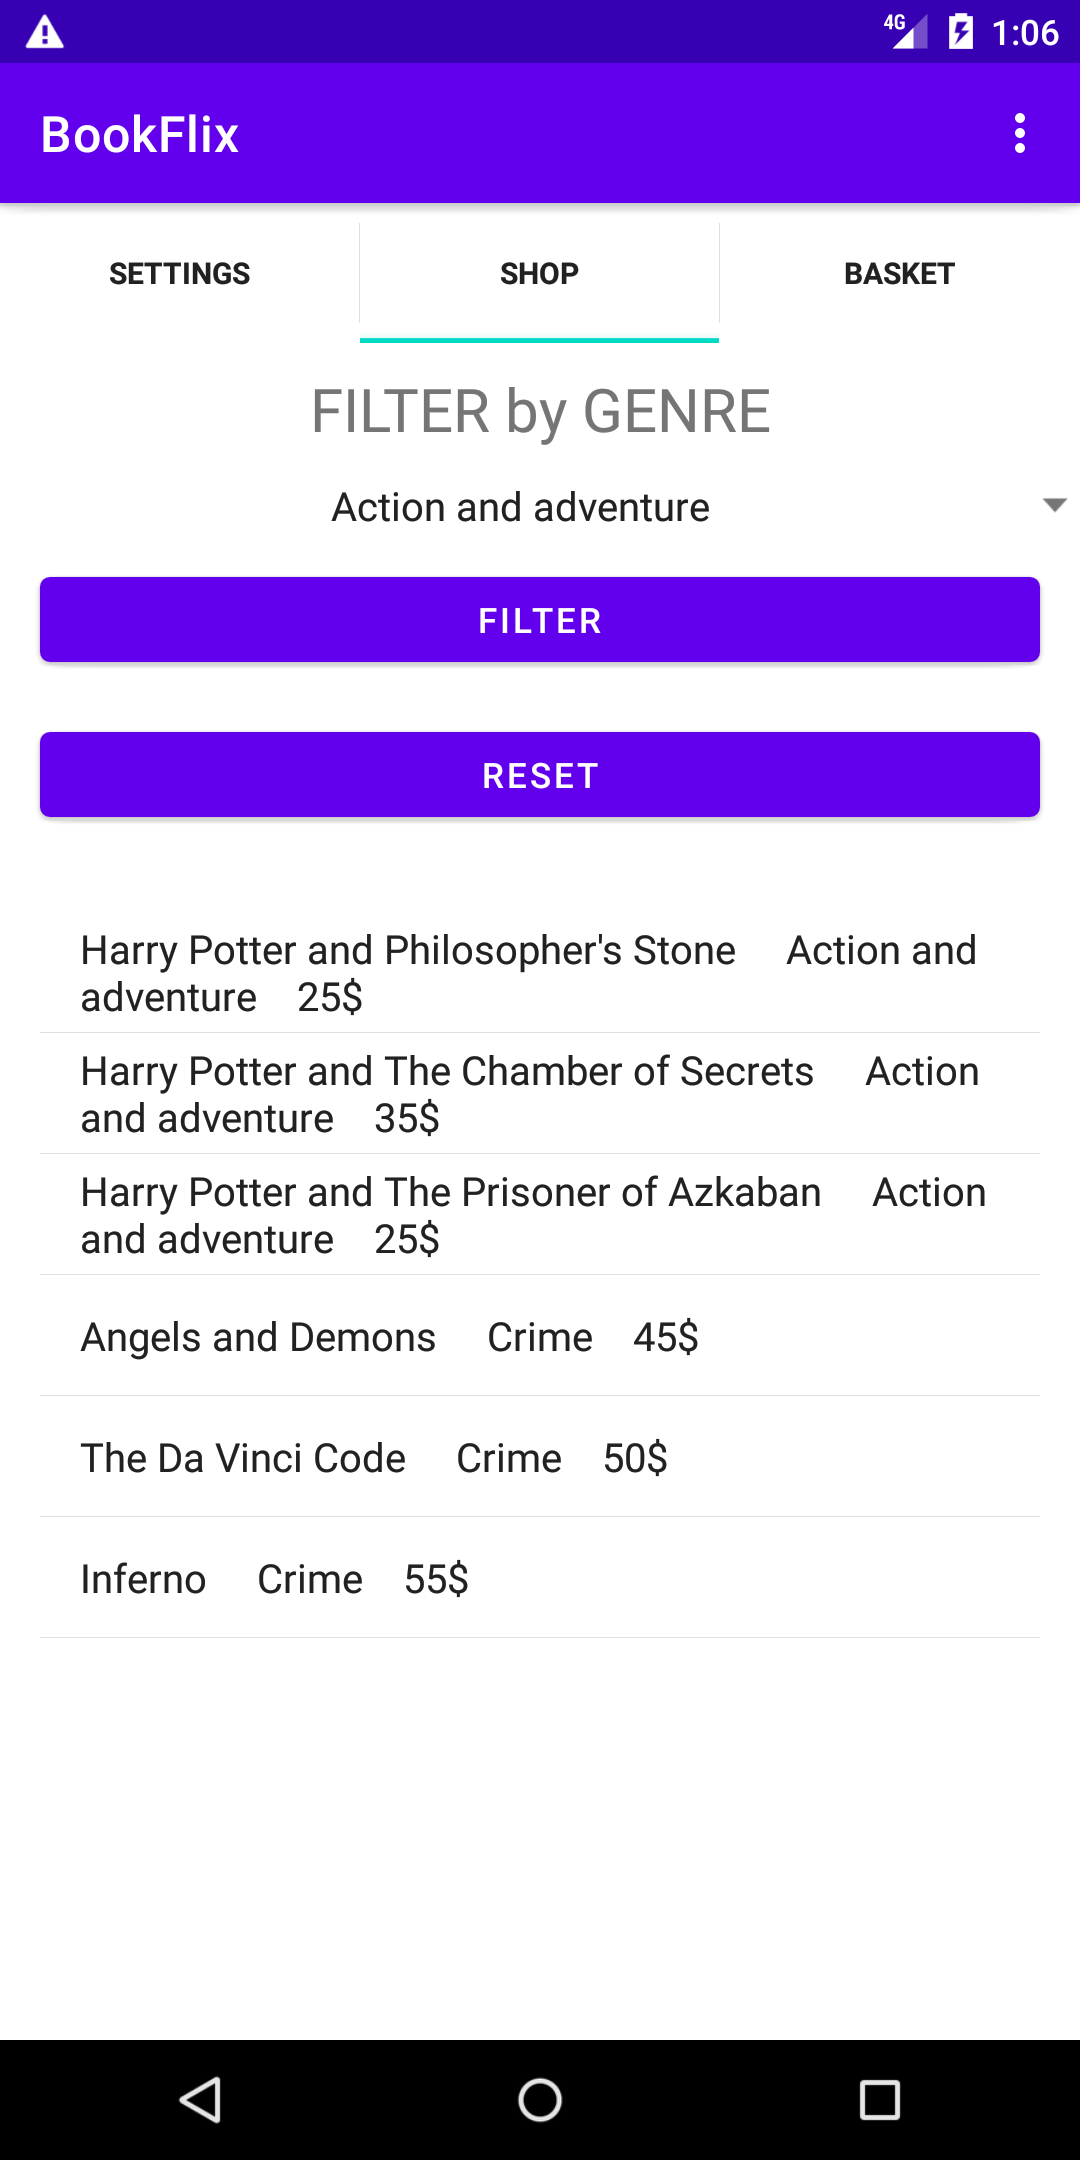 4G 1:06
BookFlix
SETTINGS SHOP BASKET
FILTER by GENRE
Action and adventure
FILTER
RESET
Harry Potter and Philosopher's Stone Action and
adventure 25$
Harry Potter and The Chamber of Secrets Action
and adventure 35$
Harry Potter and The Prisoner of Azkaban Action
and adventure 25$
Angels and Demons Crime 45$
The Da Vinci Code Crime 50$
Inferno Crime 55$